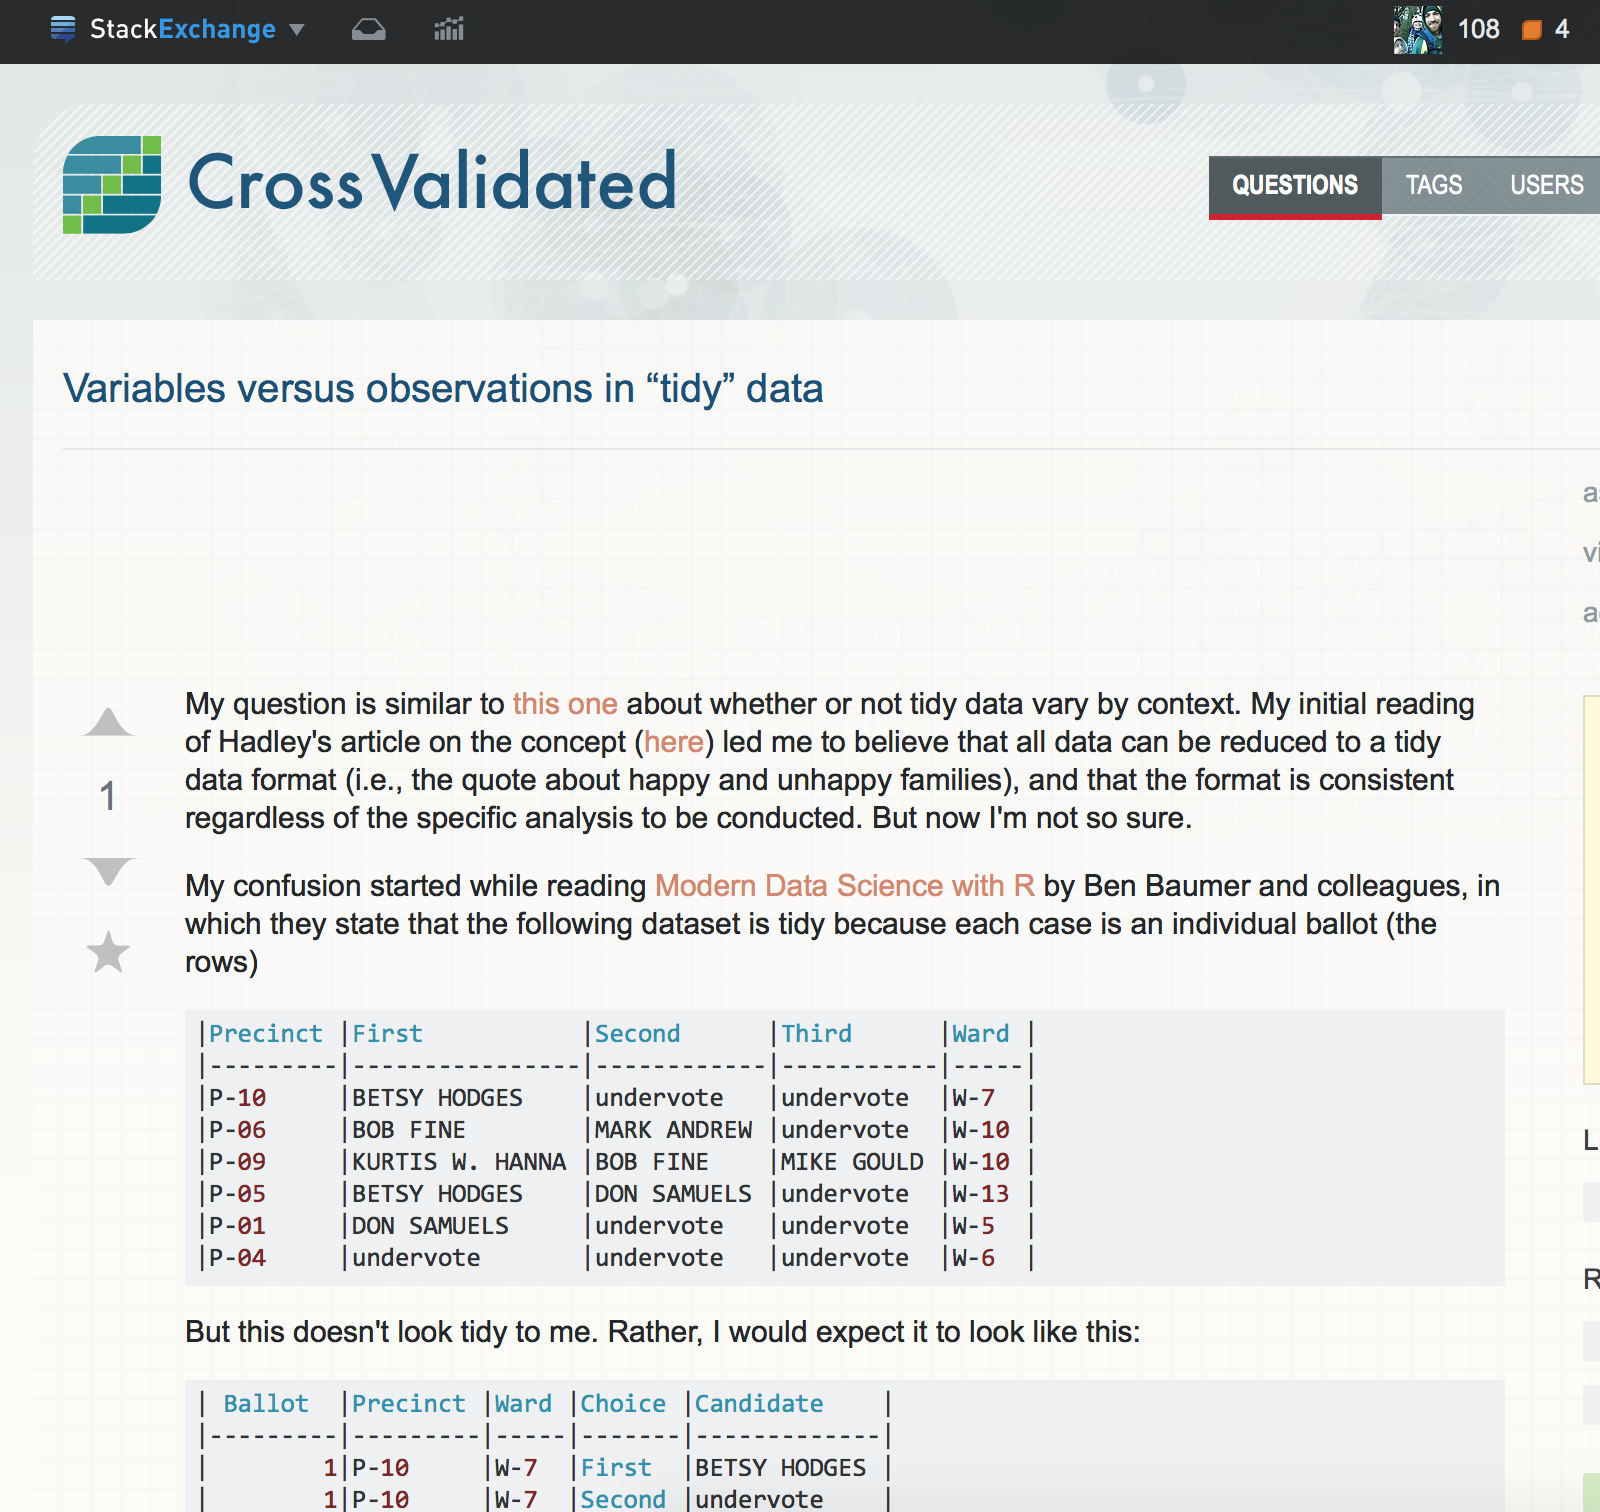 StackExchange 108 4
CrossValidated
QUESTIONS TAGS USERS
Variables versus observations in “tidy” data
My question is similar to this one about whether or not tidy data vary by context. My initial reading
of Hadley's article on the concept (here) led me to believe that all data can be reduced to a tidy
data format (i.e., the quote about happy and unhappy families), and that the format is consistent
regardless of the specific analysis to be conducted. But now I'm not so sure.
1
My confusion started while reading Modern Data Science with R by Ben Baumer and colleagues, in
which they state that the following dataset is tidy because each case is an individual ballot (the
rows)
|Precinct |First           |Second      |Third      |Ward |
|---------|----------------|------------|-----------|-----|
|P-10     |BETSY HODGES    |undervote   |undervote  |W-7  |
|P-06     |BOB FINE        |MARK ANDREW |undervote  |W-10 |
|P-09     |KURTIS W. HANNA |BOB FINE    |MIKE GOULD |W-10 |
|P-05     |BETSY HODGES    |DON SAMUELS |undervote  |W-13 |
|P-01     |DON SAMUELS     |undervote   |undervote  |W-5  |
|P-04     |undervote       |undervote   |undervote  |W-6  |
But this doesn't look tidy to me. Rather, I would expect it to look like this:
| Ballot  |Precinct |Ward |Choice |Candidate    |
|---------|---------|-----|-------|-------------|
|        1|P-10     |W-7  |First  |BETSY HODGES |
|        1|P-10     |W-7  |Second |undervote    |